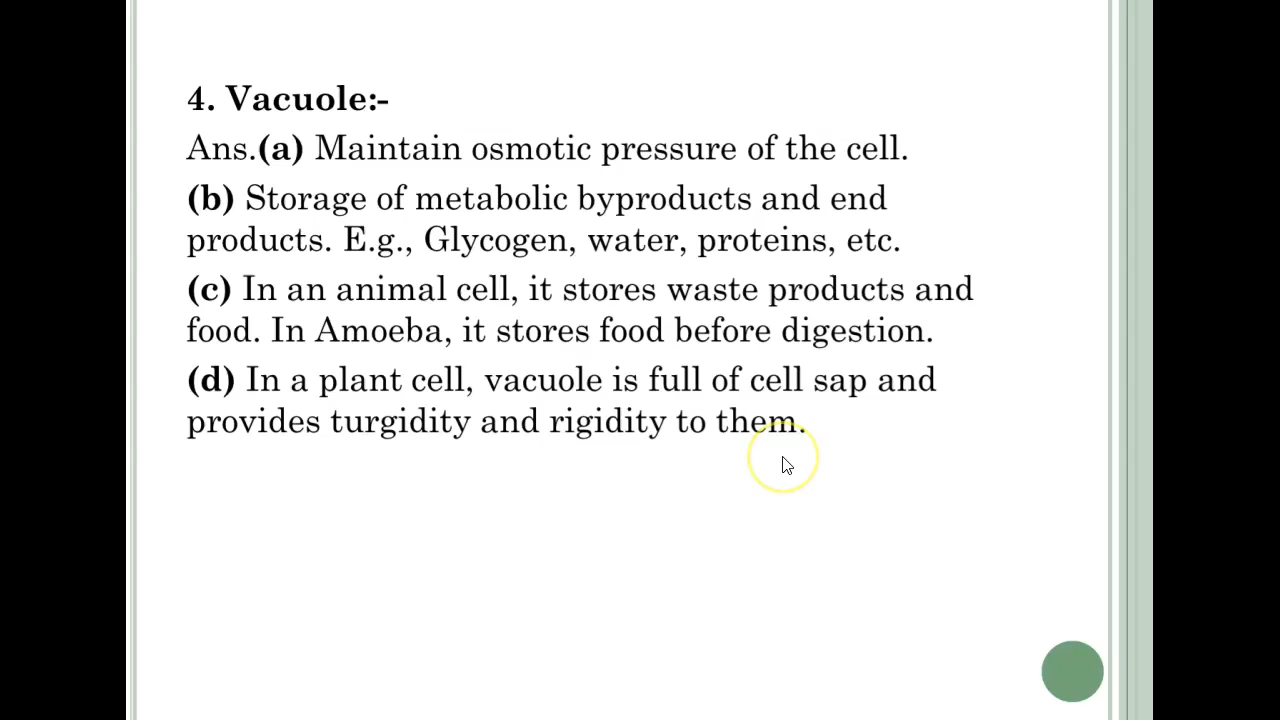 4. Vacuole:-
Ans.(a) Maintain osmotic pressure of the cell.
(b) Storage of metabolic byproducts and end
products. E.g., Glycogen, water, proteins, etc.
(c) In an animal cell, it stores waste products and
food. In Amoeba, it stores food before digestion.
(d) In a plant cell, vacuole is full of cell sap and
provides turgidity and rigidity to them.